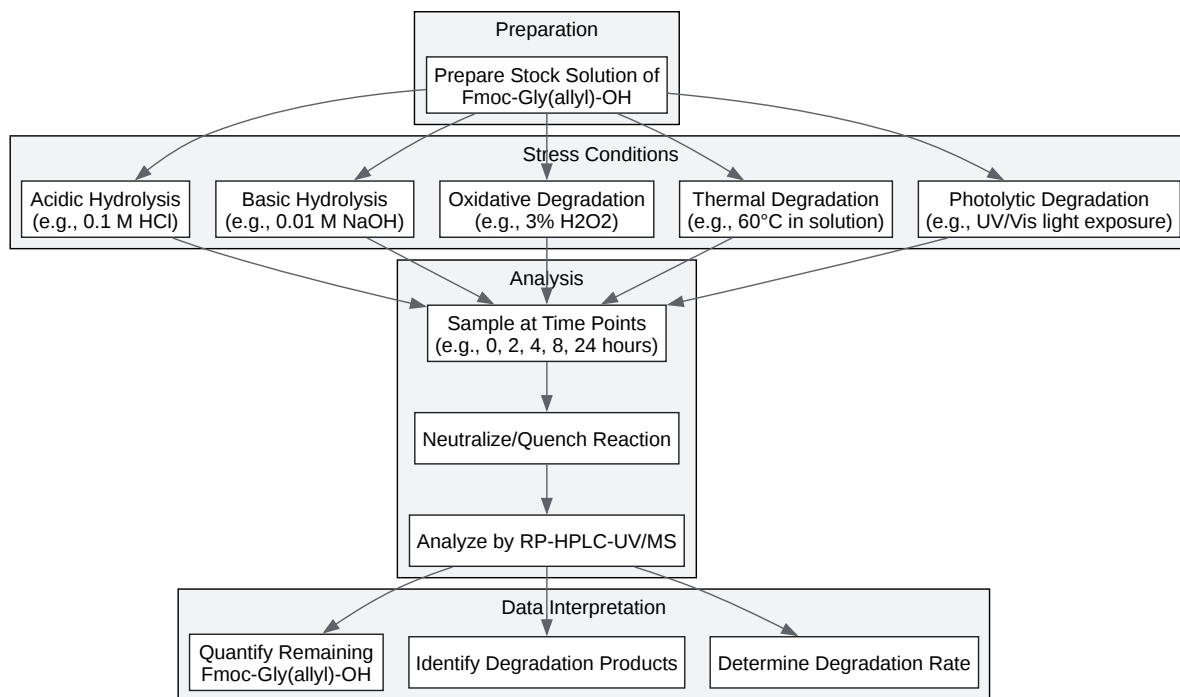 Preparation
Prepare Stock Solution of
Fmoc-Gly(allyl)-OH
Stress Conditions
Acidic Hydrolysis
(e.g., 0.1 M HCl)
Basic Hydrolysis
(e.g., 0.01 M NaOH)
Oxidative Degradation
(e.g., 3% H2O2)
Thermal Degradation
(e.g., 60°C in solution)
Photolytic Degradation
(e.g., UV/Vis light exposure)
Analysis
Sample at Time Points
(e.g., 0, 2, 4, 8, 24 hours)
Neutralize/Quench Reaction
Analyze by RP-HPLC-UV/MS
Data Interpretation
Quantify Remaining
Fmoc-Gly(allyl)-OH
Identify Degradation Products
Determine Degradation Rate